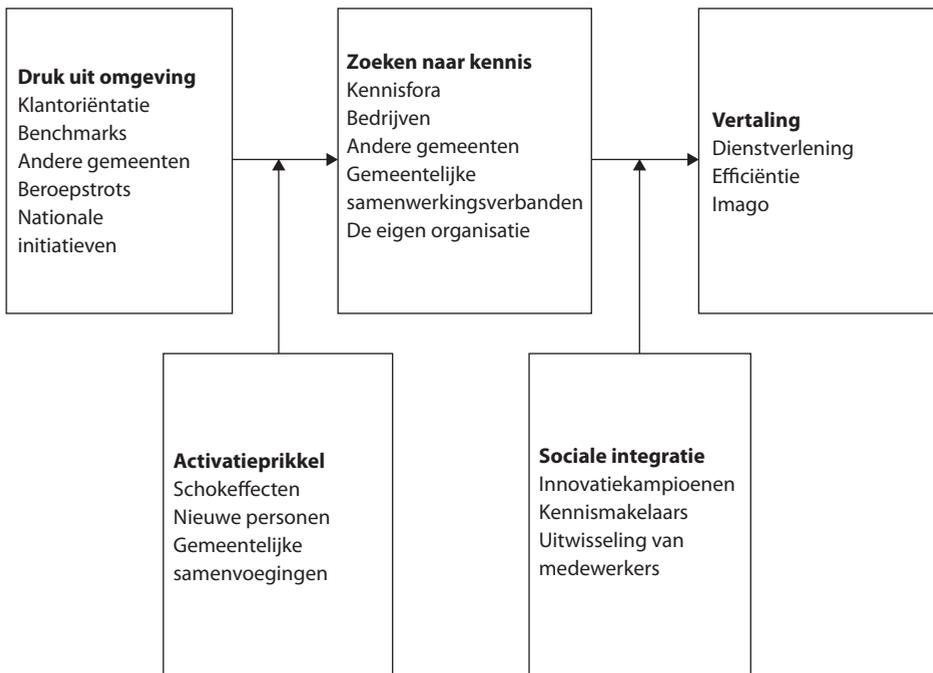 Druk uit omgeving
Klantoriëntatie
Benchmarks
Andere gemeenten
Beroepstrots
Nationale
initiatieven
Zoeken naar kennis
Kennisfora
Bedrijven
Andere gemeenten
Gemeentelijke
samenwerkingsverbanden
De eigen organisatie
Vertaling
Dienstverlening
Efficiëntie
Imago
Activatieprikkel
Schokeffecten
Nieuwe personen
Gemeentelijke
samenvoegingen
Sociale integratie
Innovatiekampioenen
Kennismakelaars
Uitwisseling van
medewerkers